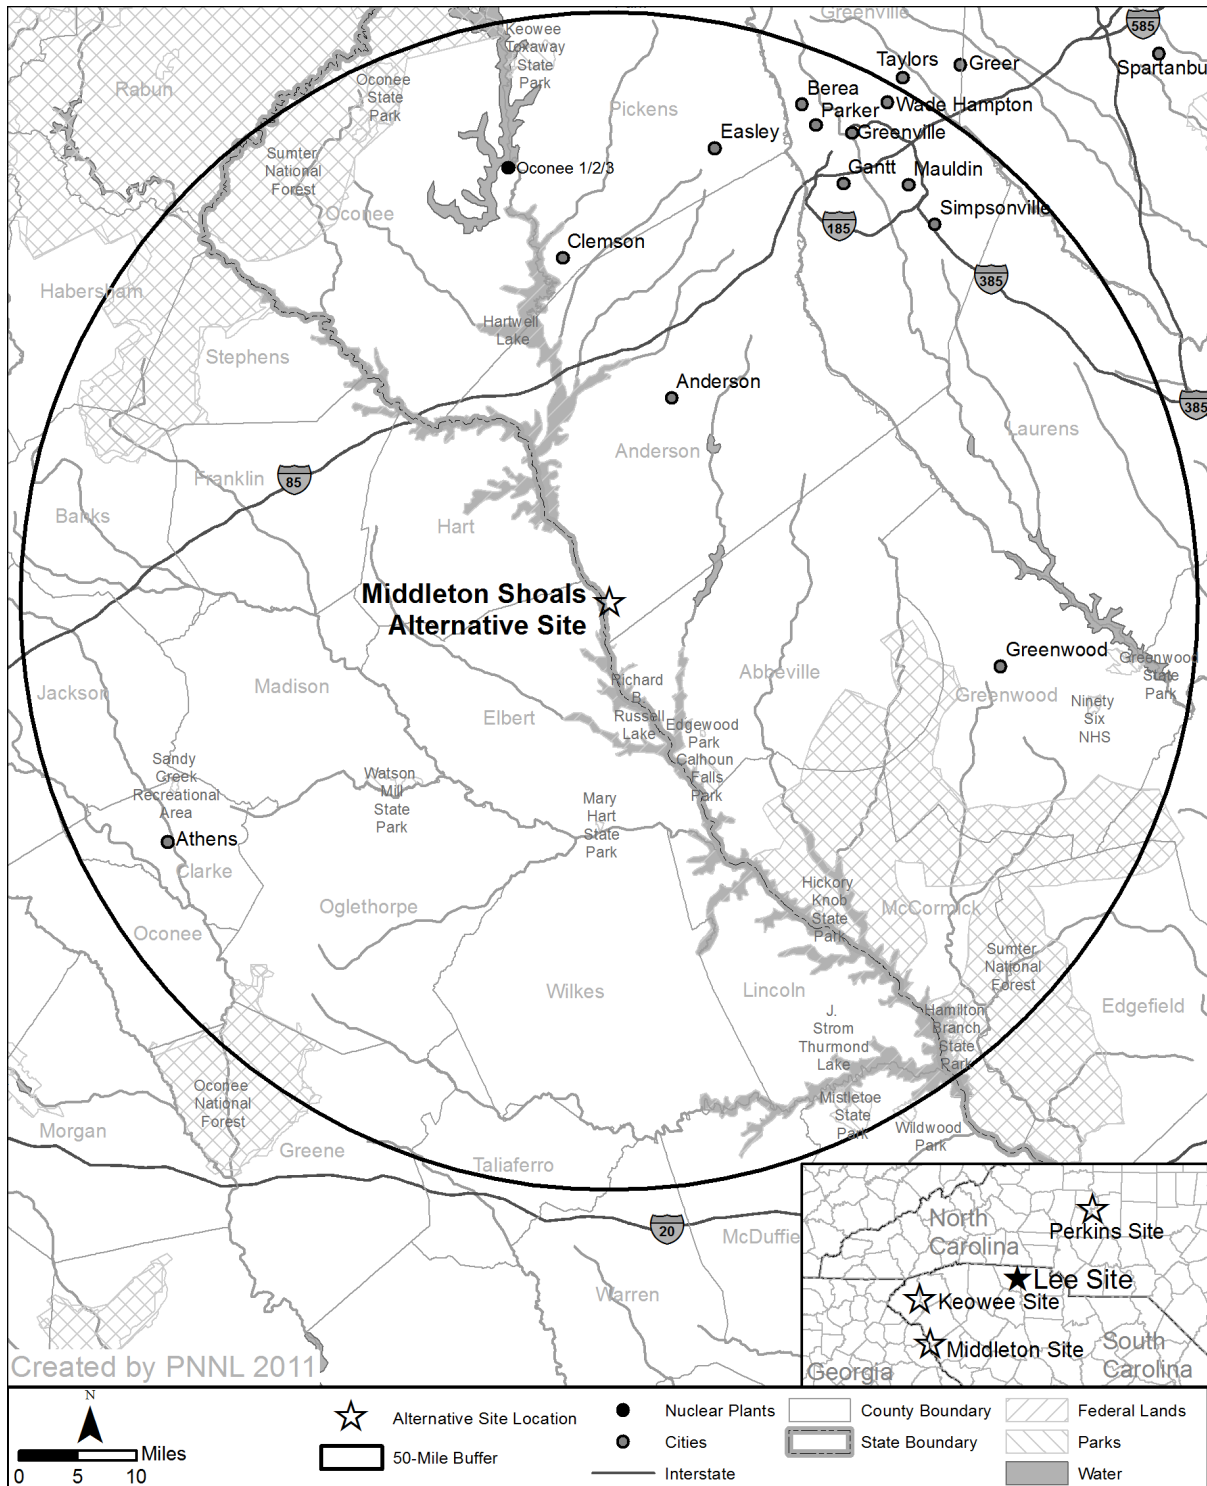 Greenville
585
Keowee
Toxaway
State
Park
Taylors
Greer
Spartanbu
Rabun
Oconee
State
Park
Berea
Pickens
Wade Hampton
Parker
Easley
Greenville
Sumter
National
Forest
Oconee 1/2/3
Gantt
Mauldin
Oconee
Simpsonville
185
Clemson
385
Habersham
Hartwell
Lake
Stephens
Anderson
385
Laurens
Anderson
Franklin
85
Banks
Hart
Middleton Shoals
Alternative Site
Greenwood
Greenwood
State
Park
Jackson
Madison
Richard
B.
Russell
Lake
Abbeville
Greenwood
Ninety
Six
NHS
Elbert
Edgewood
Park
Calhoun
Falls
Park
Sandy
Creek
Recreational
Area
Watson
Mill
State
Park
Mary
Hart
State
Park
Athens
Clarke
Hickory
Knob
State
Park
Oglethorpe
McCormick
Oconee
Sumter
National
Forest
Wilkes
Lincoln
Edgefield
J.
Strom
Thurmond
Lake
Hamilton
Branch
State
Park
Oconee
National
Forest
Mistletoe
State
Park
Wildwood
Park
Morgan
Greene
Taliaferro
20
McDuffie
Warren
North
Carolina
Perkins Site
Lee Site
Keowee Site
Middleton Site
South
Carolina
Georgia
Created by PNNL 2011
N
Miles
0 5 10
Alternative Site Location
50-Mile Buffer
Nuclear Plants
Cities
Interstate
County Boundary
State Boundary
Federal Lands
Parks
Water